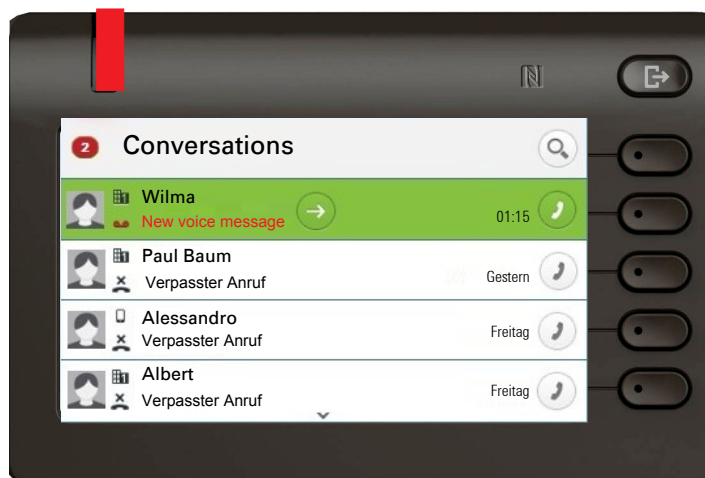 2 Conversations
Wilma
New voice message
01:15
Paul Baum
Verpasster Anruf
Gestern
Alessandro
Verpasster Anruf
Freitag
Albert
Verpasster Anruf
Freitag